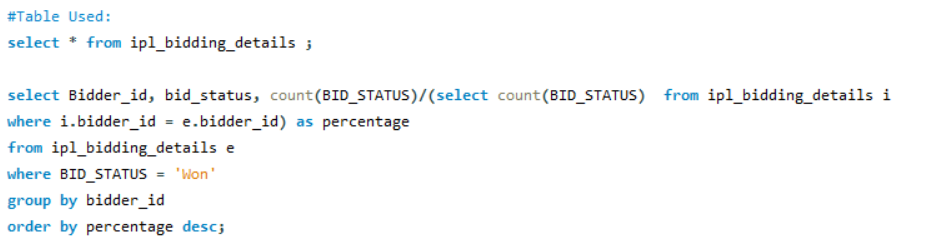 #Table Used:
select * from ipl_bidding_details ;
select Bidder_id, bid_status, count(BID_STATUS)/(select count(BID_STATUS)  from ipl_bidding_details i
where i.bidder_id = e.bidder_id) as percentage
from ipl_bidding_details e
where BID_STATUS = 'Won'
group by bidder_id
order by percentage desc;